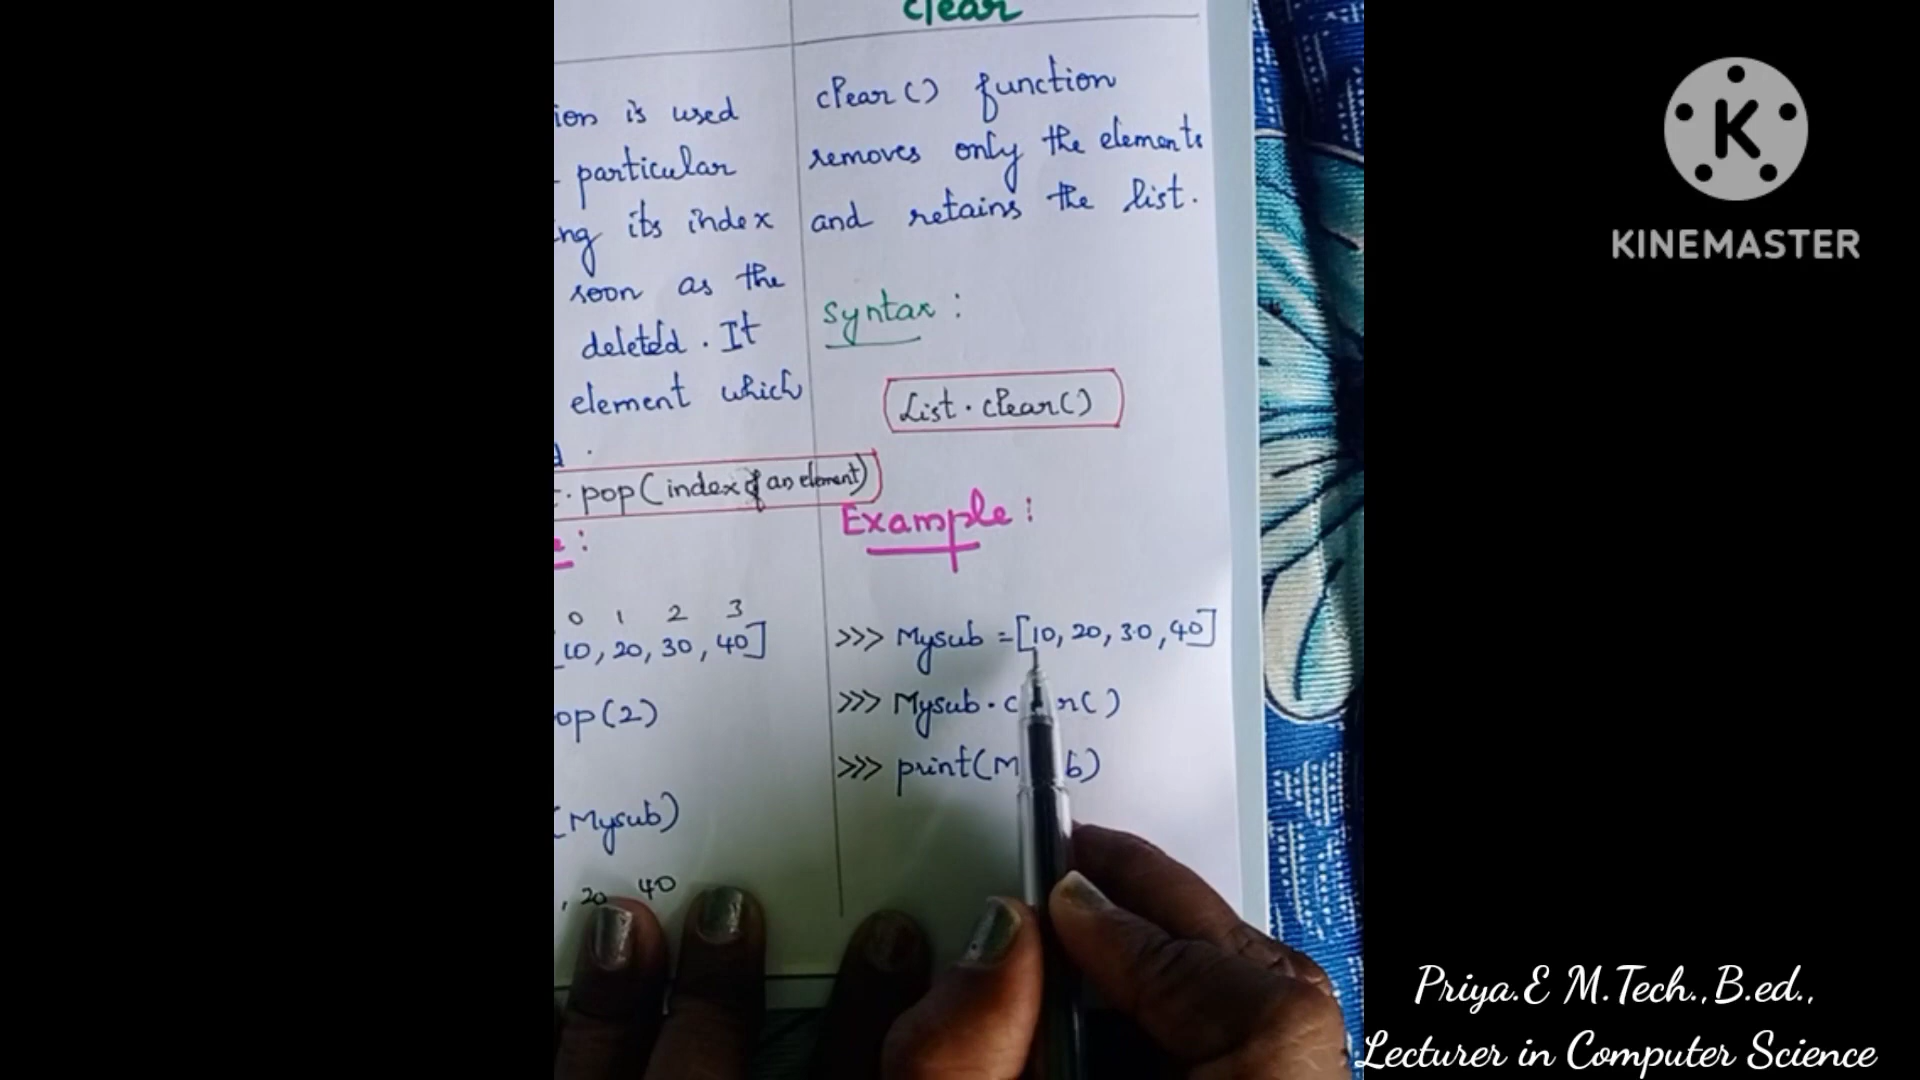 clear
ion is used
particular
ng its index
soon as the
deleted. It
element which
.pop(index of an element)
e:
0 1 2 3
[10, 20, 30, 40]
op(2)
(Mysub)
, 20 40
clear() function
removes only the elements
and retains the list.
Syntax:
List.clear()
Example:
>>> Mysub = [10, 20, 30, 40]
>>> Mysub.c r()
>>> print(M b)
K
KINEMASTER
Priya.E M.Tech.,B.ed.,
Lecturer in Computer Science